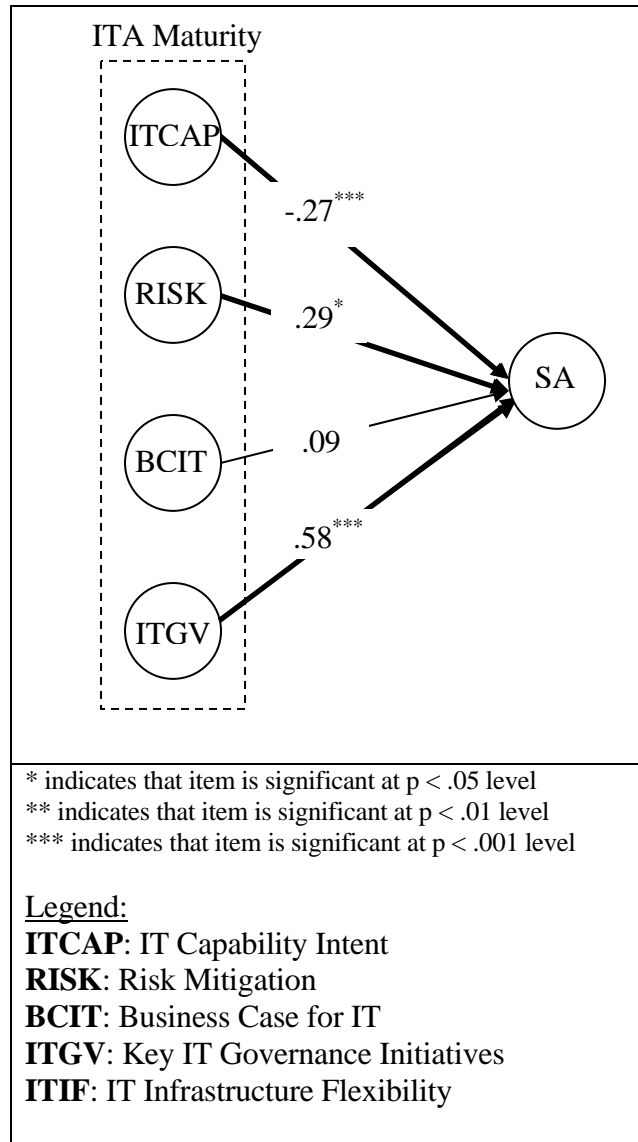 ITA Maturity
ITCAP
-.27***
RISK
.29*
SA
BCIT
.09
.58***
ITGV
* indicates that item is significant at p < .05 level
** indicates that item is significant at p < .01 level
*** indicates that item is significant at p < .001 level
Legend:
ITCAP: IT Capability Intent
RISK: Risk Mitigation
BCIT: Business Case for IT
ITGV: Key IT Governance Initiatives
ITIF: IT Infrastructure Flexibility